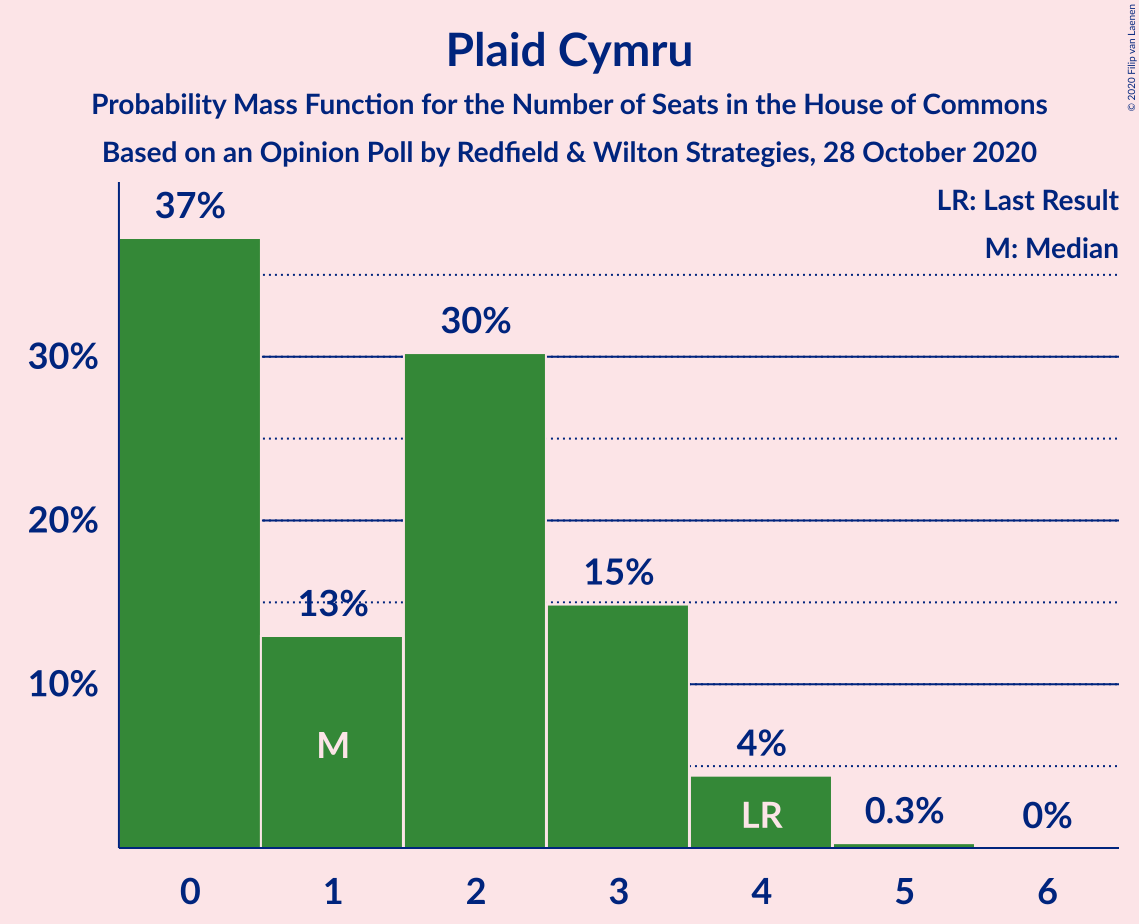 Plaid Cymru
Probability Mass Function for the Number of Seats in the House of Commons
Based on an Opinion Poll by Redfield & Wilton Strategies, 28 October 2020
© 2020 Filip van Laenen
LR: Last Result
M: Median
37%
30%
30%
20%
15%
13%
10%
M
4%
LR
0.3%
0%
0 1 2 3 4 5 6